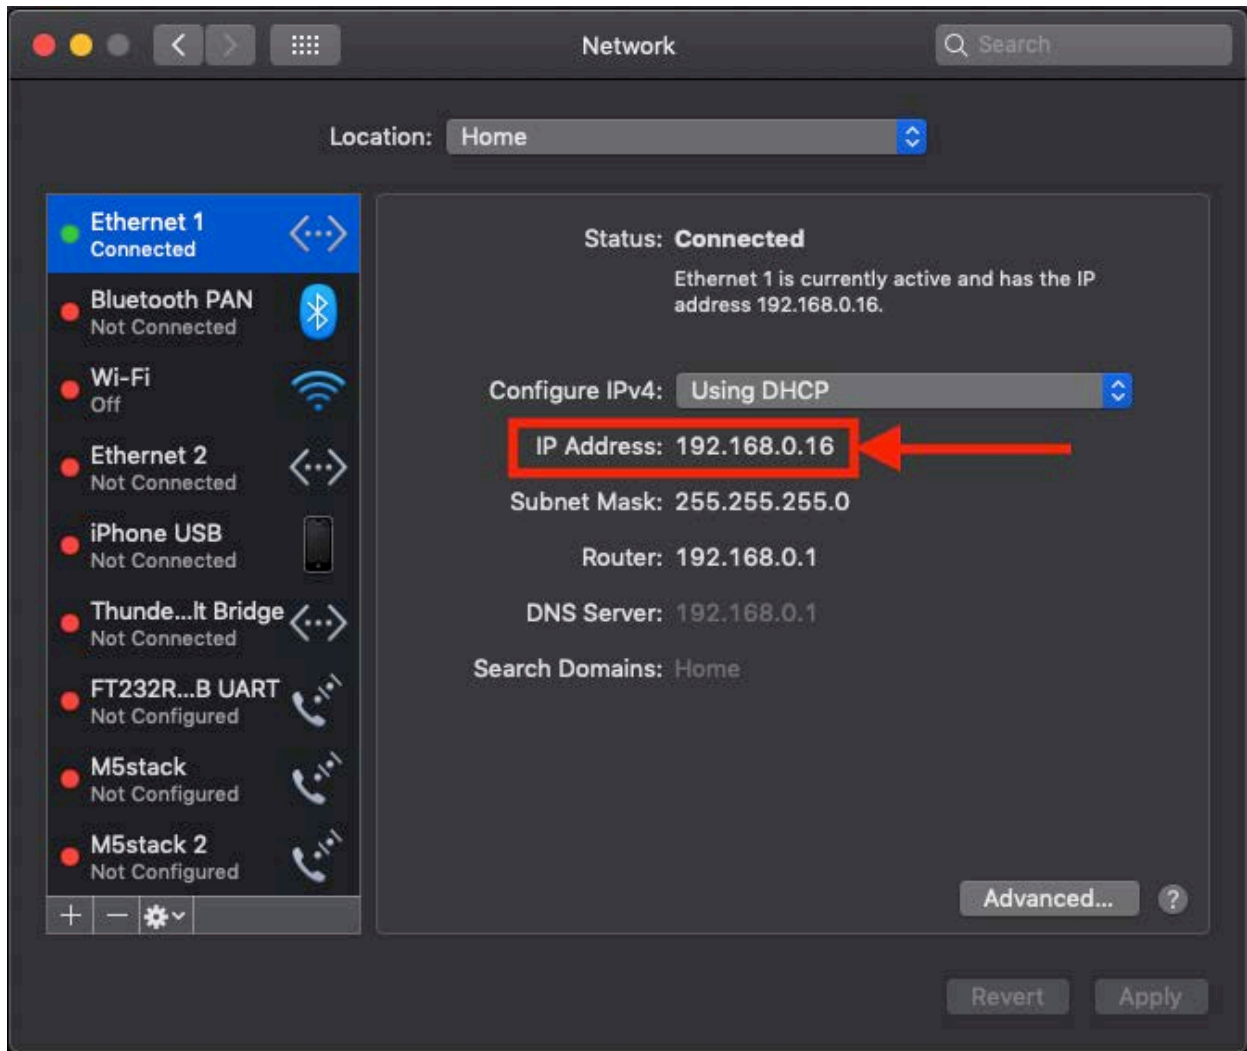 Network
Search
Location: Home
Ethernet 1
Connected
Bluetooth PAN
Not Connected
Wi-Fi
Off
Ethernet 2
Not Connected
iPhone USB
Not Connected
Thunde...lt Bridge
Not Connected
FT232R...B UART
Not Configured
M5stack
Not Configured
M5stack 2
Not Configured
Status: Connected
Ethernet 1 is currently active and has the IP
address 192.168.0.16.
Configure IPv4: Using DHCP
IP Address: 192.168.0.16
Subnet Mask: 255.255.255.0
Router: 192.168.0.1
DNS Server: 192.168.0.1
Search Domains: Home
Advanced... ?
Revert Apply